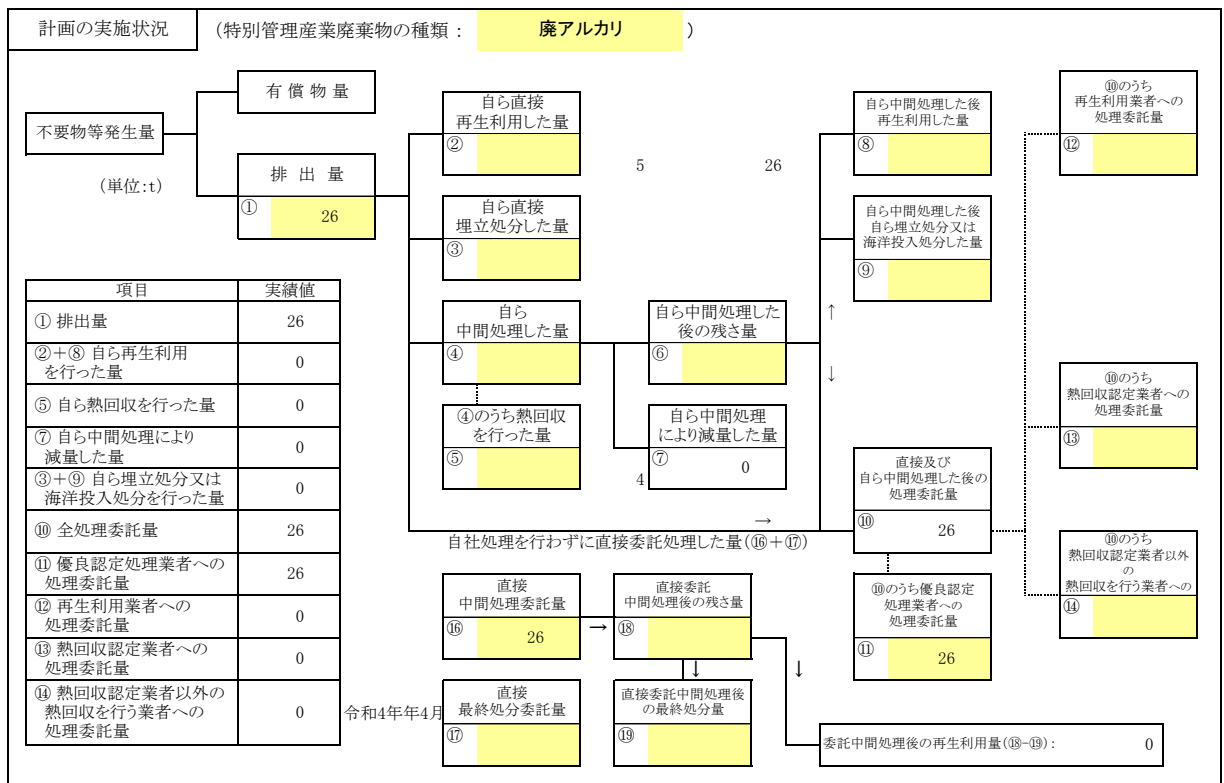 計画の実施状況 (特別管理産業廃棄物の種類： 廃アルカリ )
有 償 物 量
不要物等発生量
(単位:t)
排 出 量
① 26
自ら直接
再生利用した量
②
自ら直接
埋立処分した量
③
5 26
自ら
中間処理した量
④
④のうち熱回収
を行った量
⑤
自ら中間処理した
後の残さ量
⑥
自ら中間処理
により減量した量
⑦ 0
4
自ら中間処理した後
再生利用した量
⑧
自ら中間処理した後
自ら埋立処分又は
海洋投入処分した量
⑨
↑
↓
直接及び
自ら中間処理した後の
処理委託量
⑩ 26
⑩のうち優良認定
処理業者への
処理委託量
⑪ 26
⑩のうち
再生利用業者への
処理委託量
⑫
⑩のうち
熱回収認定業者への
処理委託量
⑬
⑩のうち
熱回収認定業者以外
の
熱回収を行う業者への
⑭
→
自社処理を行わずに直接委託処理した量(⑯+⑰)
直接
中間処理委託量
⑯ 26
→
直接委託
中間処理後の残さ量
⑱
↓
↓
直接
最終処分委託量
⑰
直接委託中間処理後
の最終処分量
⑲
委託中間処理後の再生利用量(⑱-⑲)： 0
項目 実績値
① 排出量 26
②+⑧ 自ら再生利用
を行った量 0
⑤ 自ら熱回収を行った量 0
⑦ 自ら中間処理により
減量した量 0
③+⑨ 自ら埋立処分又は
海洋投入処分を行った量 0
⑩ 全処理委託量 26
⑪ 優良認定処理業者への
処理委託量 26
⑫ 再生利用業者への
処理委託量 0
⑬ 熱回収認定業者への
処理委託量 0
⑭ 熱回収認定業者以外の
熱回収を行う業者への
処理委託量 0
令和4年年4月